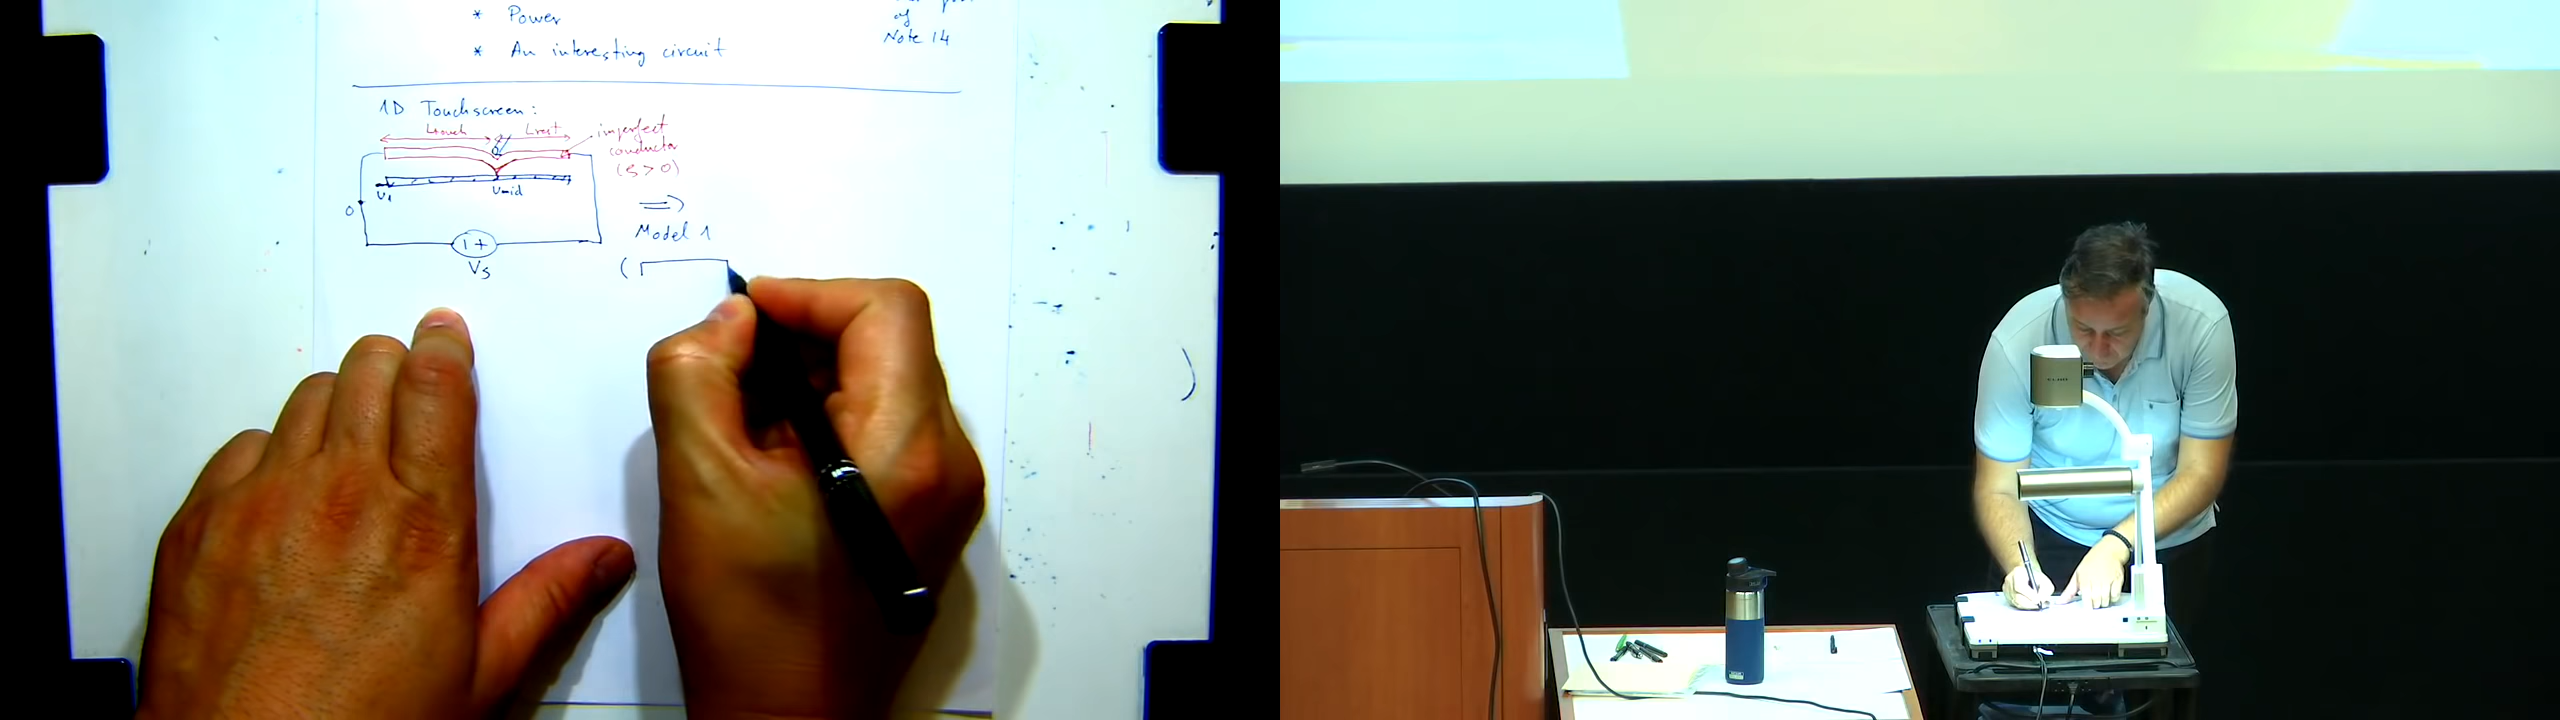 * Power
of
* An interesting circuit
Note 14
1D Touchscreen:
Ltouch Lrest
imperfect
conductor
(ρ > 0)
U1 Umid
0
Model 1
+
Vs
(